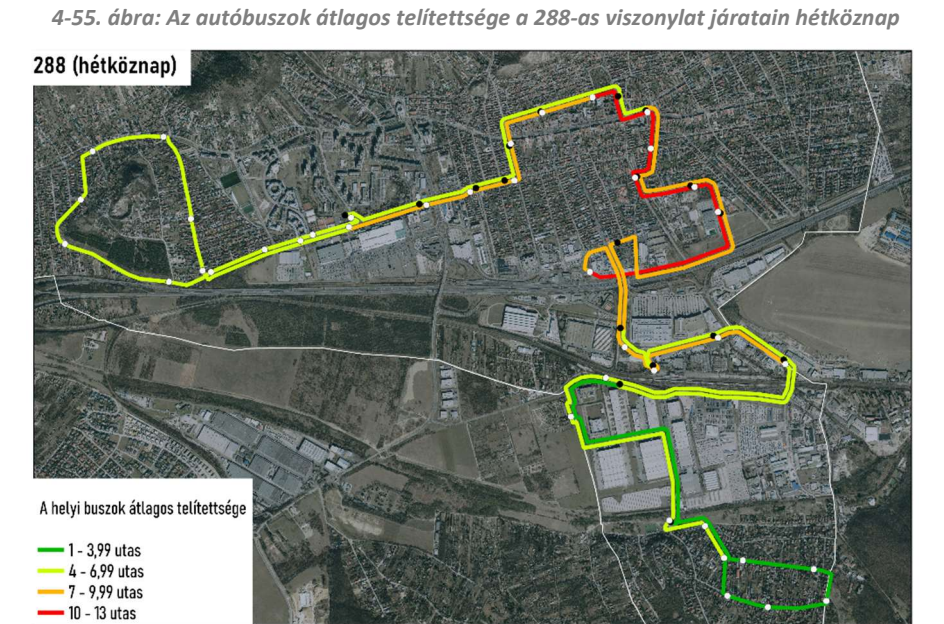 4-55. ábra: Az autóbuszok átlagos telítettsége a 288-as viszonylat járatain hétköznap
288 (hétköznap)
A helyi buszok átlagos telítettsége
1 - 3,99 utas
4 - 6,99 utas
7 - 9,99 utas
10 - 13 utas